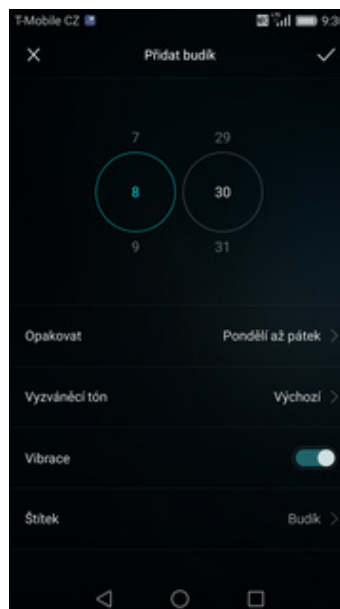 T-Mobile CZ 9:3
Přidat budík
7 29
8 30
9 31
Opakovat Pondělí až pátek
Vyzváněcí tón Výchozí
Vibrace
Štítek Budík